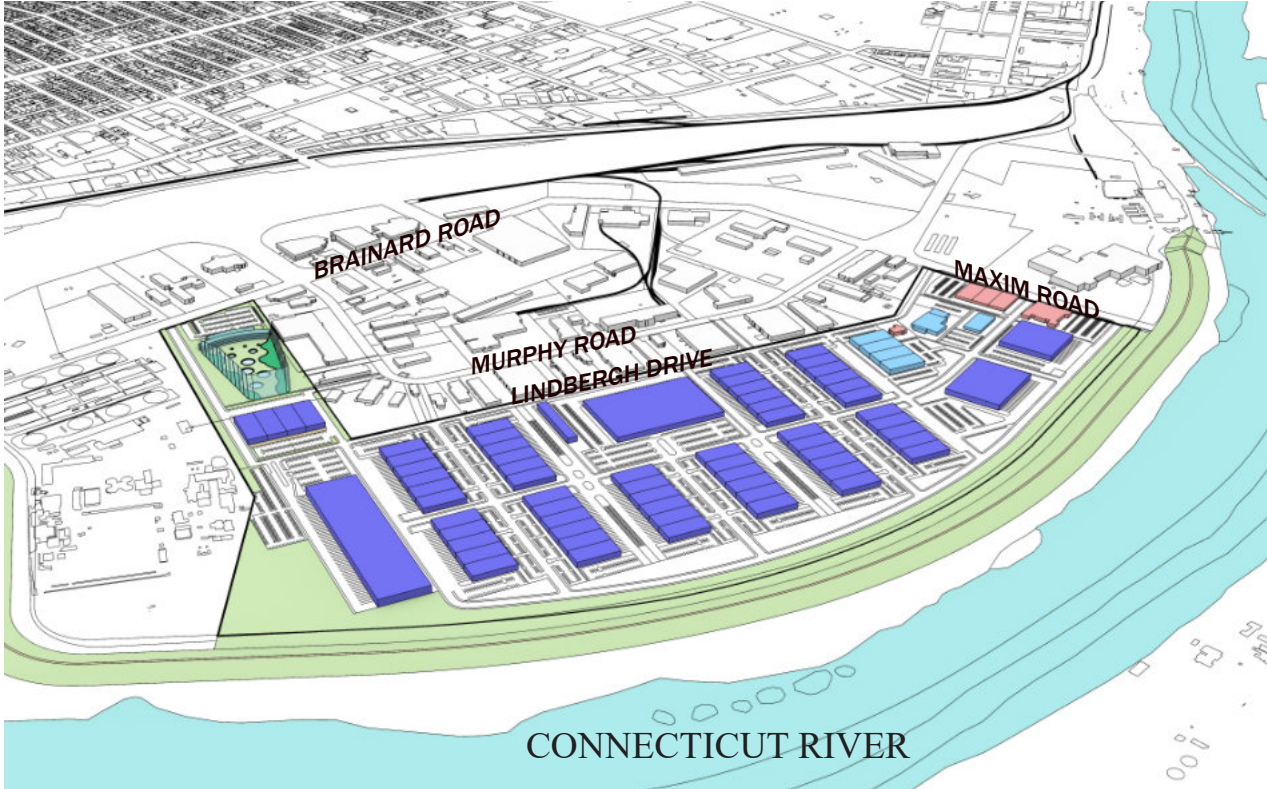 BRAINARD ROAD
MAXIM ROAD
MURPHY ROAD
LINDBERGH DRIVE
CONNECTICUT RIVER